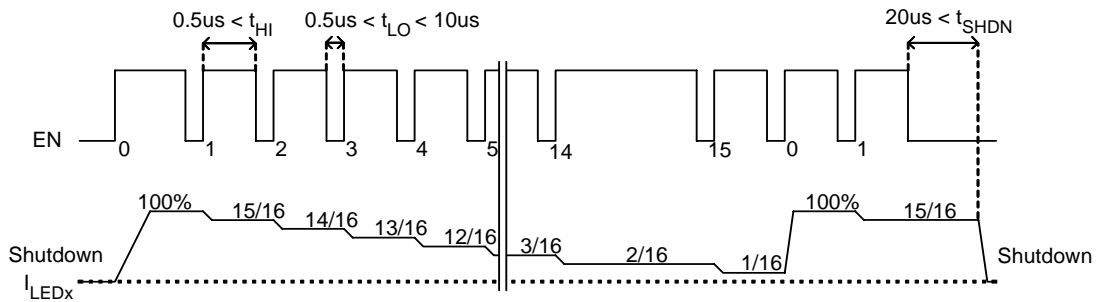 0.5us < tHI
0.5us < tLO < 10us
20us < tSHDN
EN
0
1
2
3
4
5
14
15
0
1
100%
15/16
14/16
13/16
12/16
3/16
2/16
1/16
100%
15/16
Shutdown
Shutdown
ILEDx